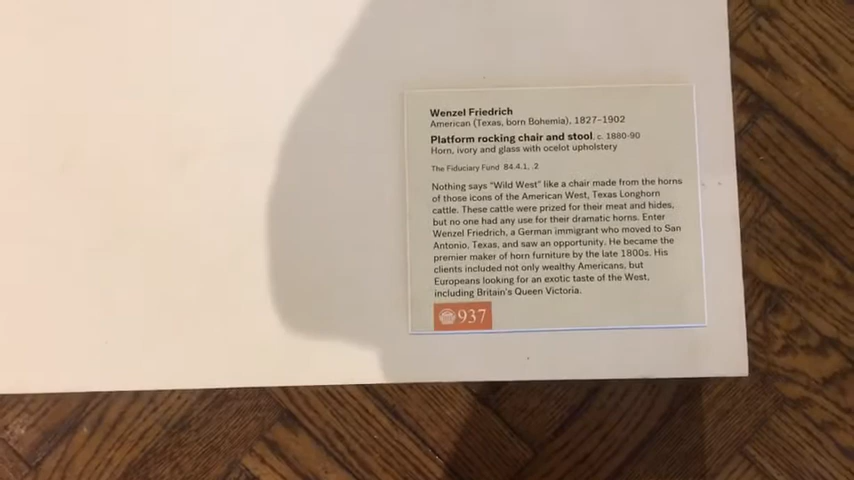 Wenzel Friedrich
American (Texas, born Bohemia), 1827–1902
Platform rocking chair and stool, c. 1880-90
Horn, ivory and glass with ocelot upholstery
The Fiduciary Fund 84.4.1, .2
Nothing says "Wild West" like a chair made from the horns
of those icons of the American West, Texas Longhorn
cattle. These cattle were prized for their meat and hides,
but no one had any use for their dramatic horns. Enter
Wenzel Friedrich, a German immigrant who moved to San
Antonio, Texas, and saw an opportunity. He became the
premier maker of horn furniture by the late 1800s. His
clients included not only wealthy Americans, but
Europeans looking for an exotic taste of the West,
including Britain's Queen Victoria.
937